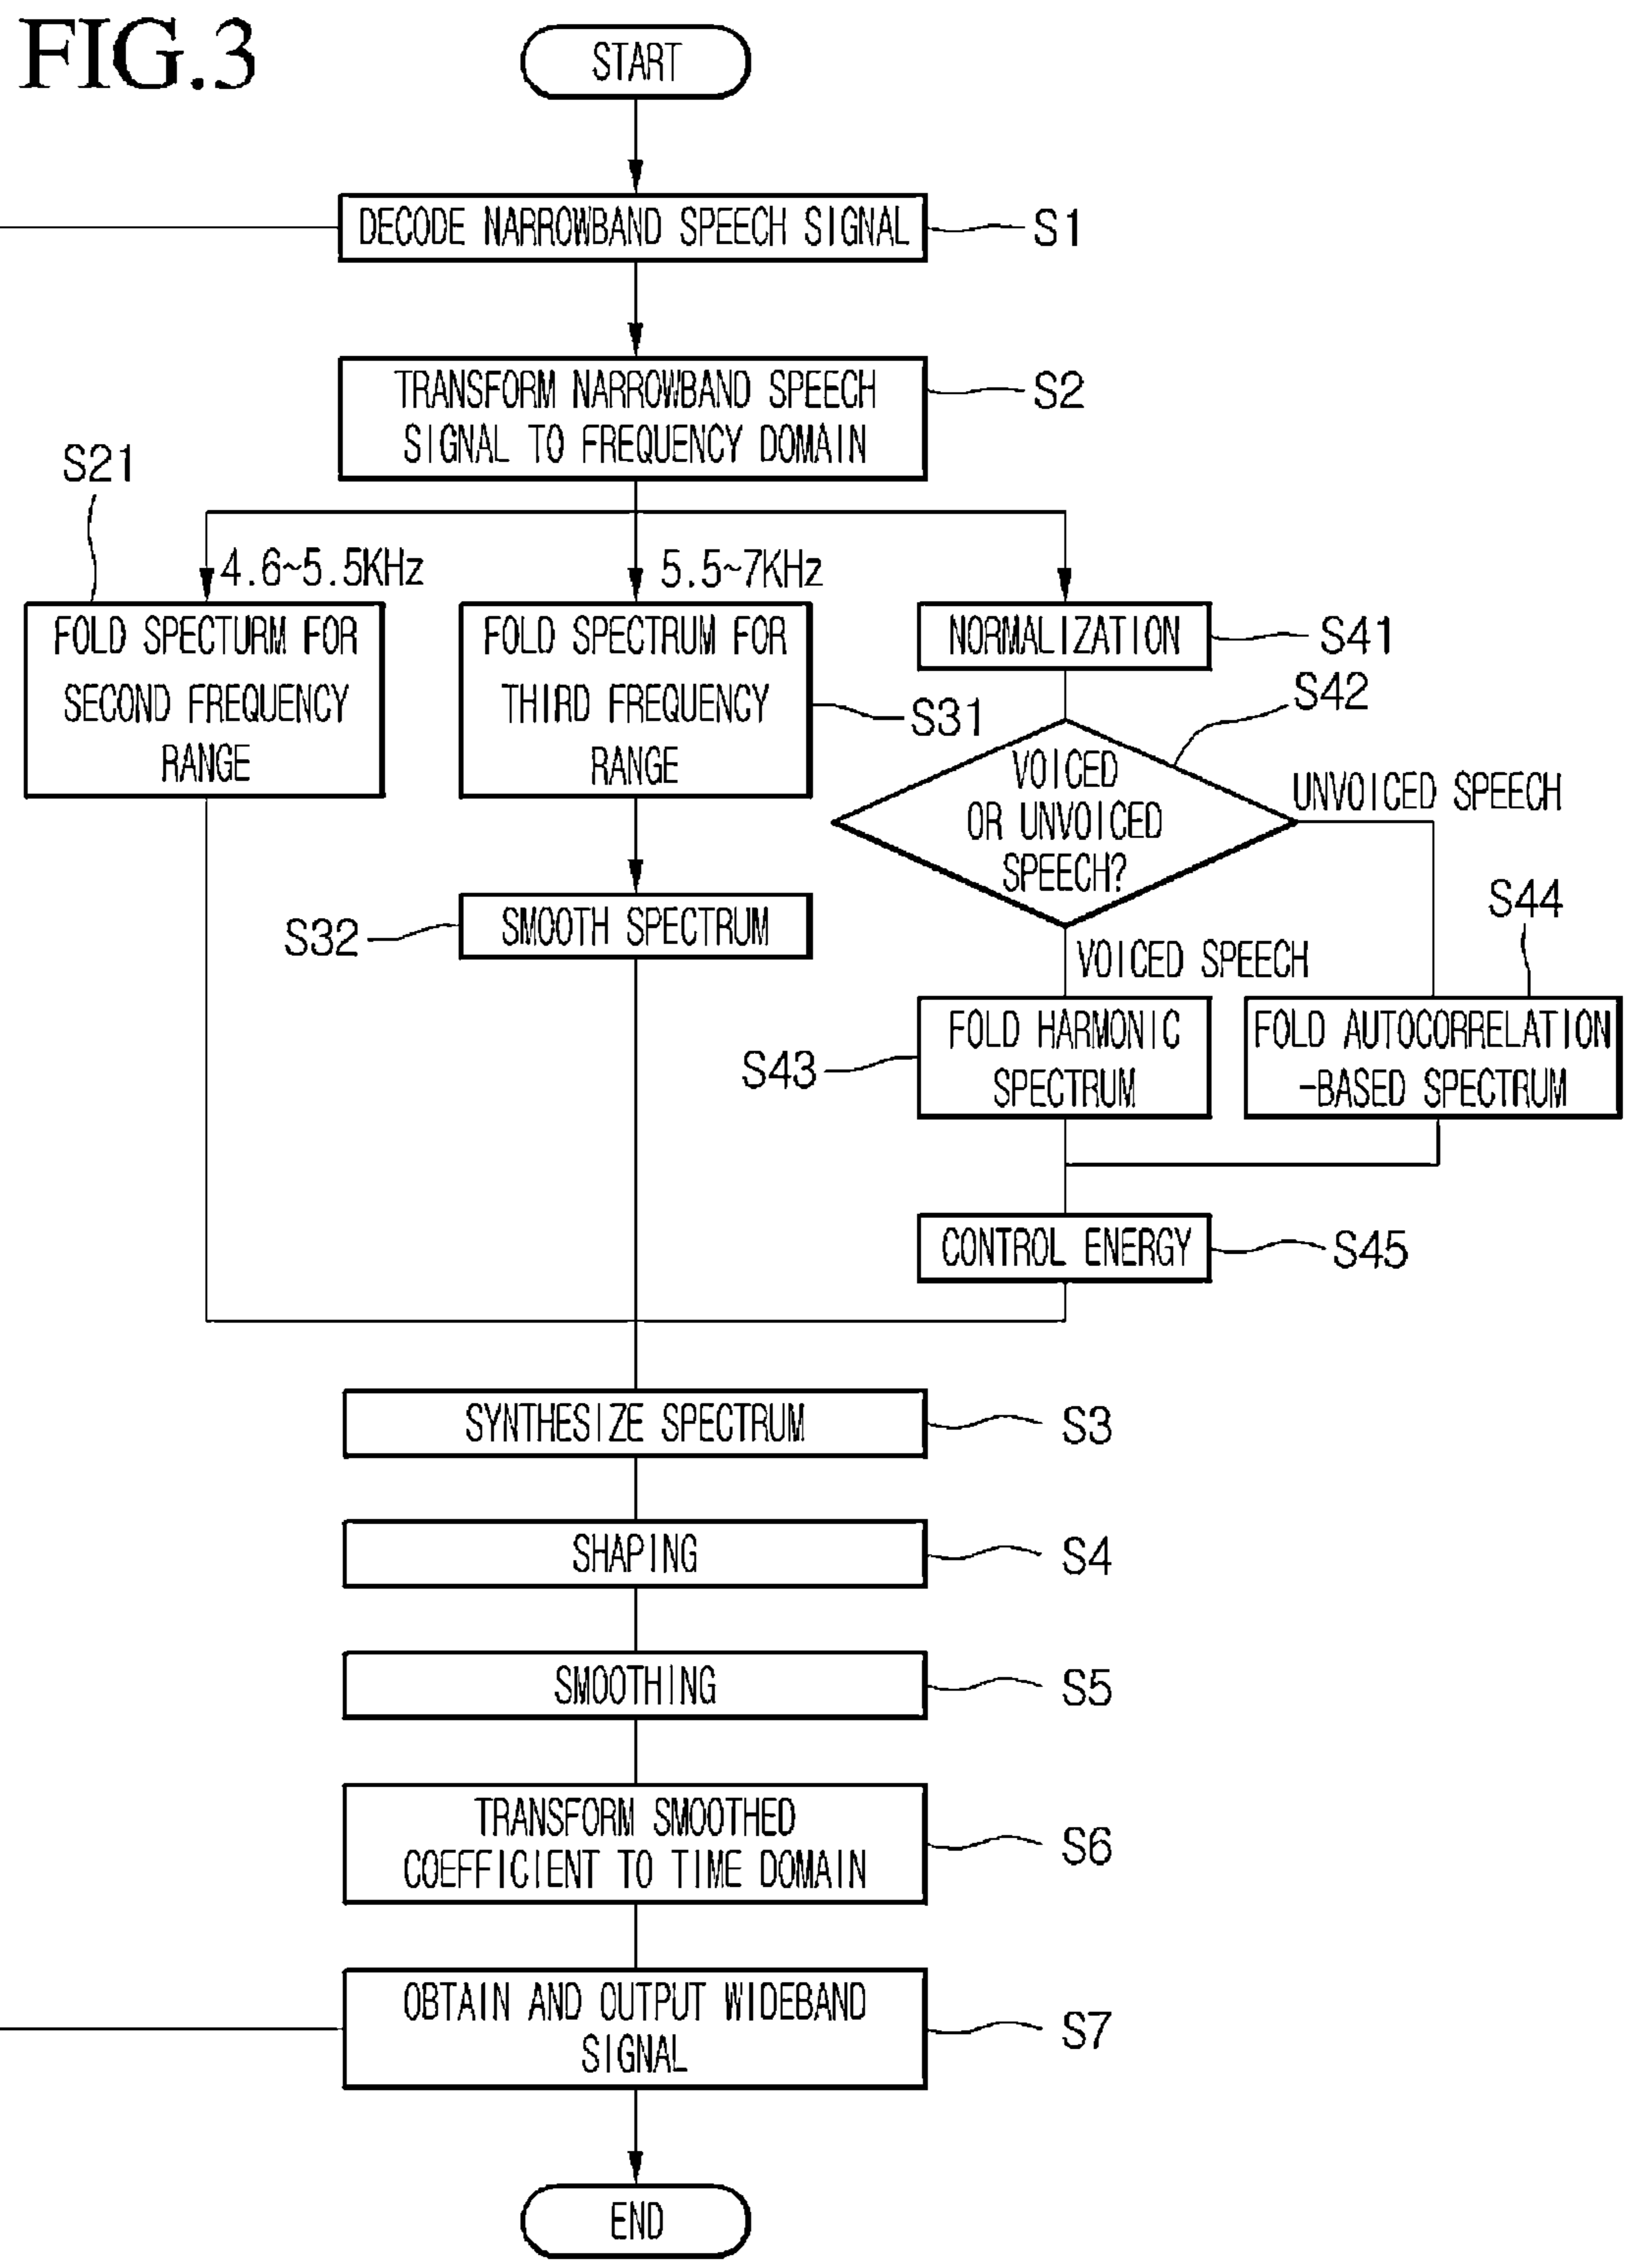 FIG.3
START
DECODE NARROWBAND SPEECH SIGNAL
S1
TRANSFORM NARROWBAND SPEECH
SIGNAL TO FREQUENCY DOMAIN
S2
S21
4.6~5.5KHz
5.5~7KHz
FOLD SPECTURM FOR
SECOND FREQUENCY
RANGE
FOLD SPECTRUM FOR
THIRD FREQUENCY
RANGE
S31
NORMALIZATION
S41
S42
VOICED
OR UNVOICED
SPEECH?
UNVOICED SPEECH
S32
SMOOTH SPECTRUM
VOICED SPEECH
S44
S43
FOLD HARMONIC
SPECTRUM
FOLD AUTOCORRELATION
-BASED SPECTRUM
CONTROL ENERGY
S45
SYNTHESIZE SPECTRUM
S3
SHAPING
S4
SMOOTHING
S5
TRANSFORM SMOOTHED
COEFFICIENT TO TIME DOMAIN
S6
OBTAIN AND OUTPUT WIDEBAND
SIGNAL
S7
END